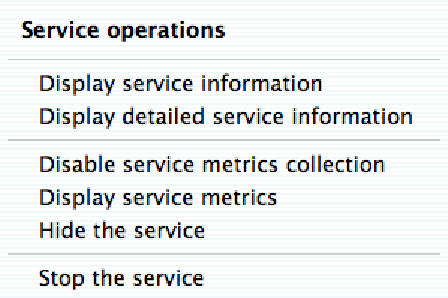 Service operations
Display service information
Display detailed service information
Disable service metrics collection
Display service metrics
Hide the service
Stop the service